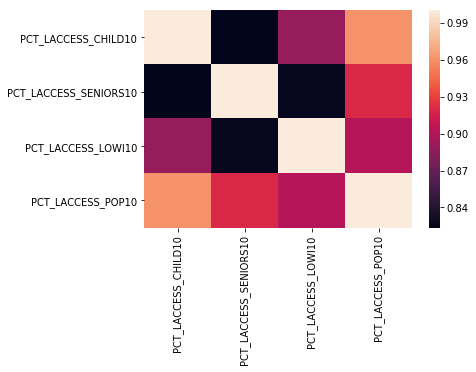 PCT_LACCESS_CHILD10
PCT_LACCESS_SENIORS10
PCT_LACCESS_LOWI10
PCT_LACCESS_POP10
0.99
0.96
0.93
0.90
0.87
0.84
PCT_LACCESS_CHILD10
PCT_LACCESS_SENIORS10
PCT_LACCESS_LOWI10
PCT_LACCESS_POP10